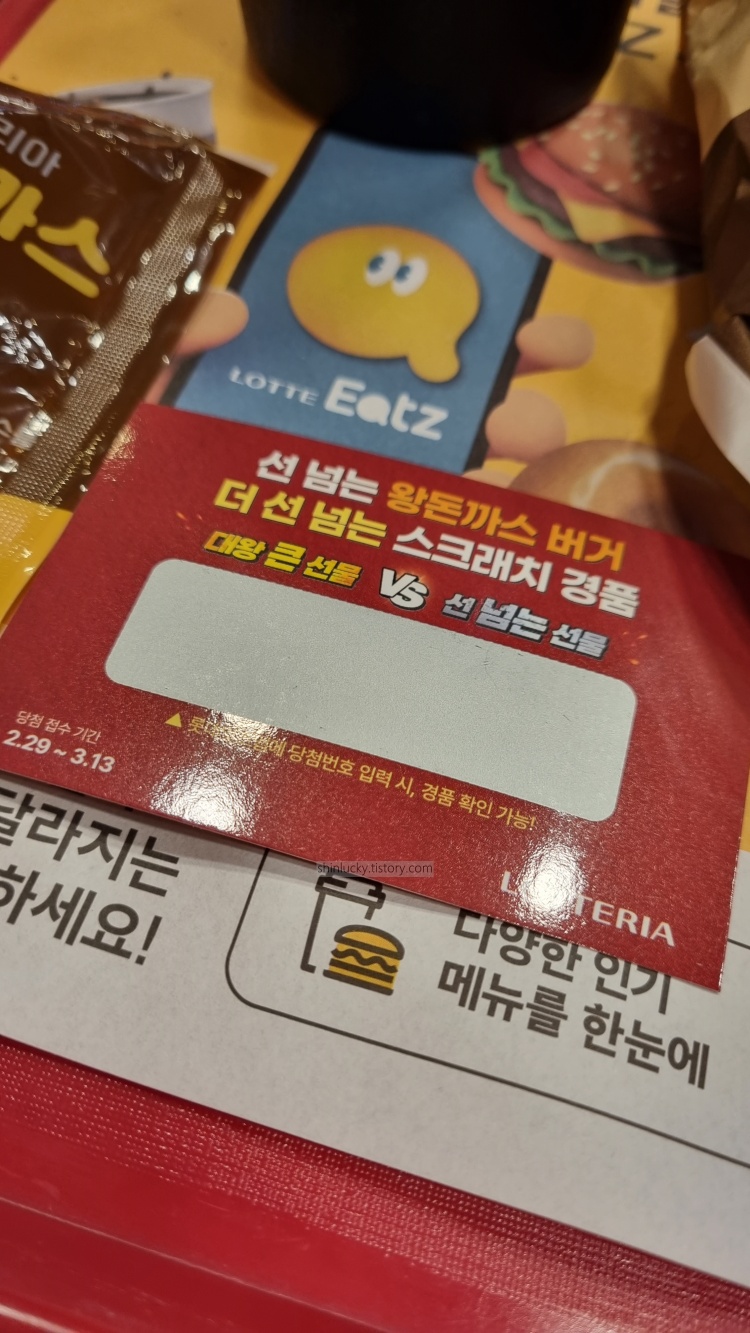 리아
까스
LOTTE Eatz
선 넘는 왕돈까스 버거
더 선 넘는 스크래치 경품
대왕 큰 선물 VS 선 넘는 선물
당첨 접수 기간
2.29 ~ 3.13
▲ 당첨번호 입력 시, 경품 확인 가능!
shinlucky.tistory.com
달라지는
하세요!
다양한 인기
메뉴를 한눈에